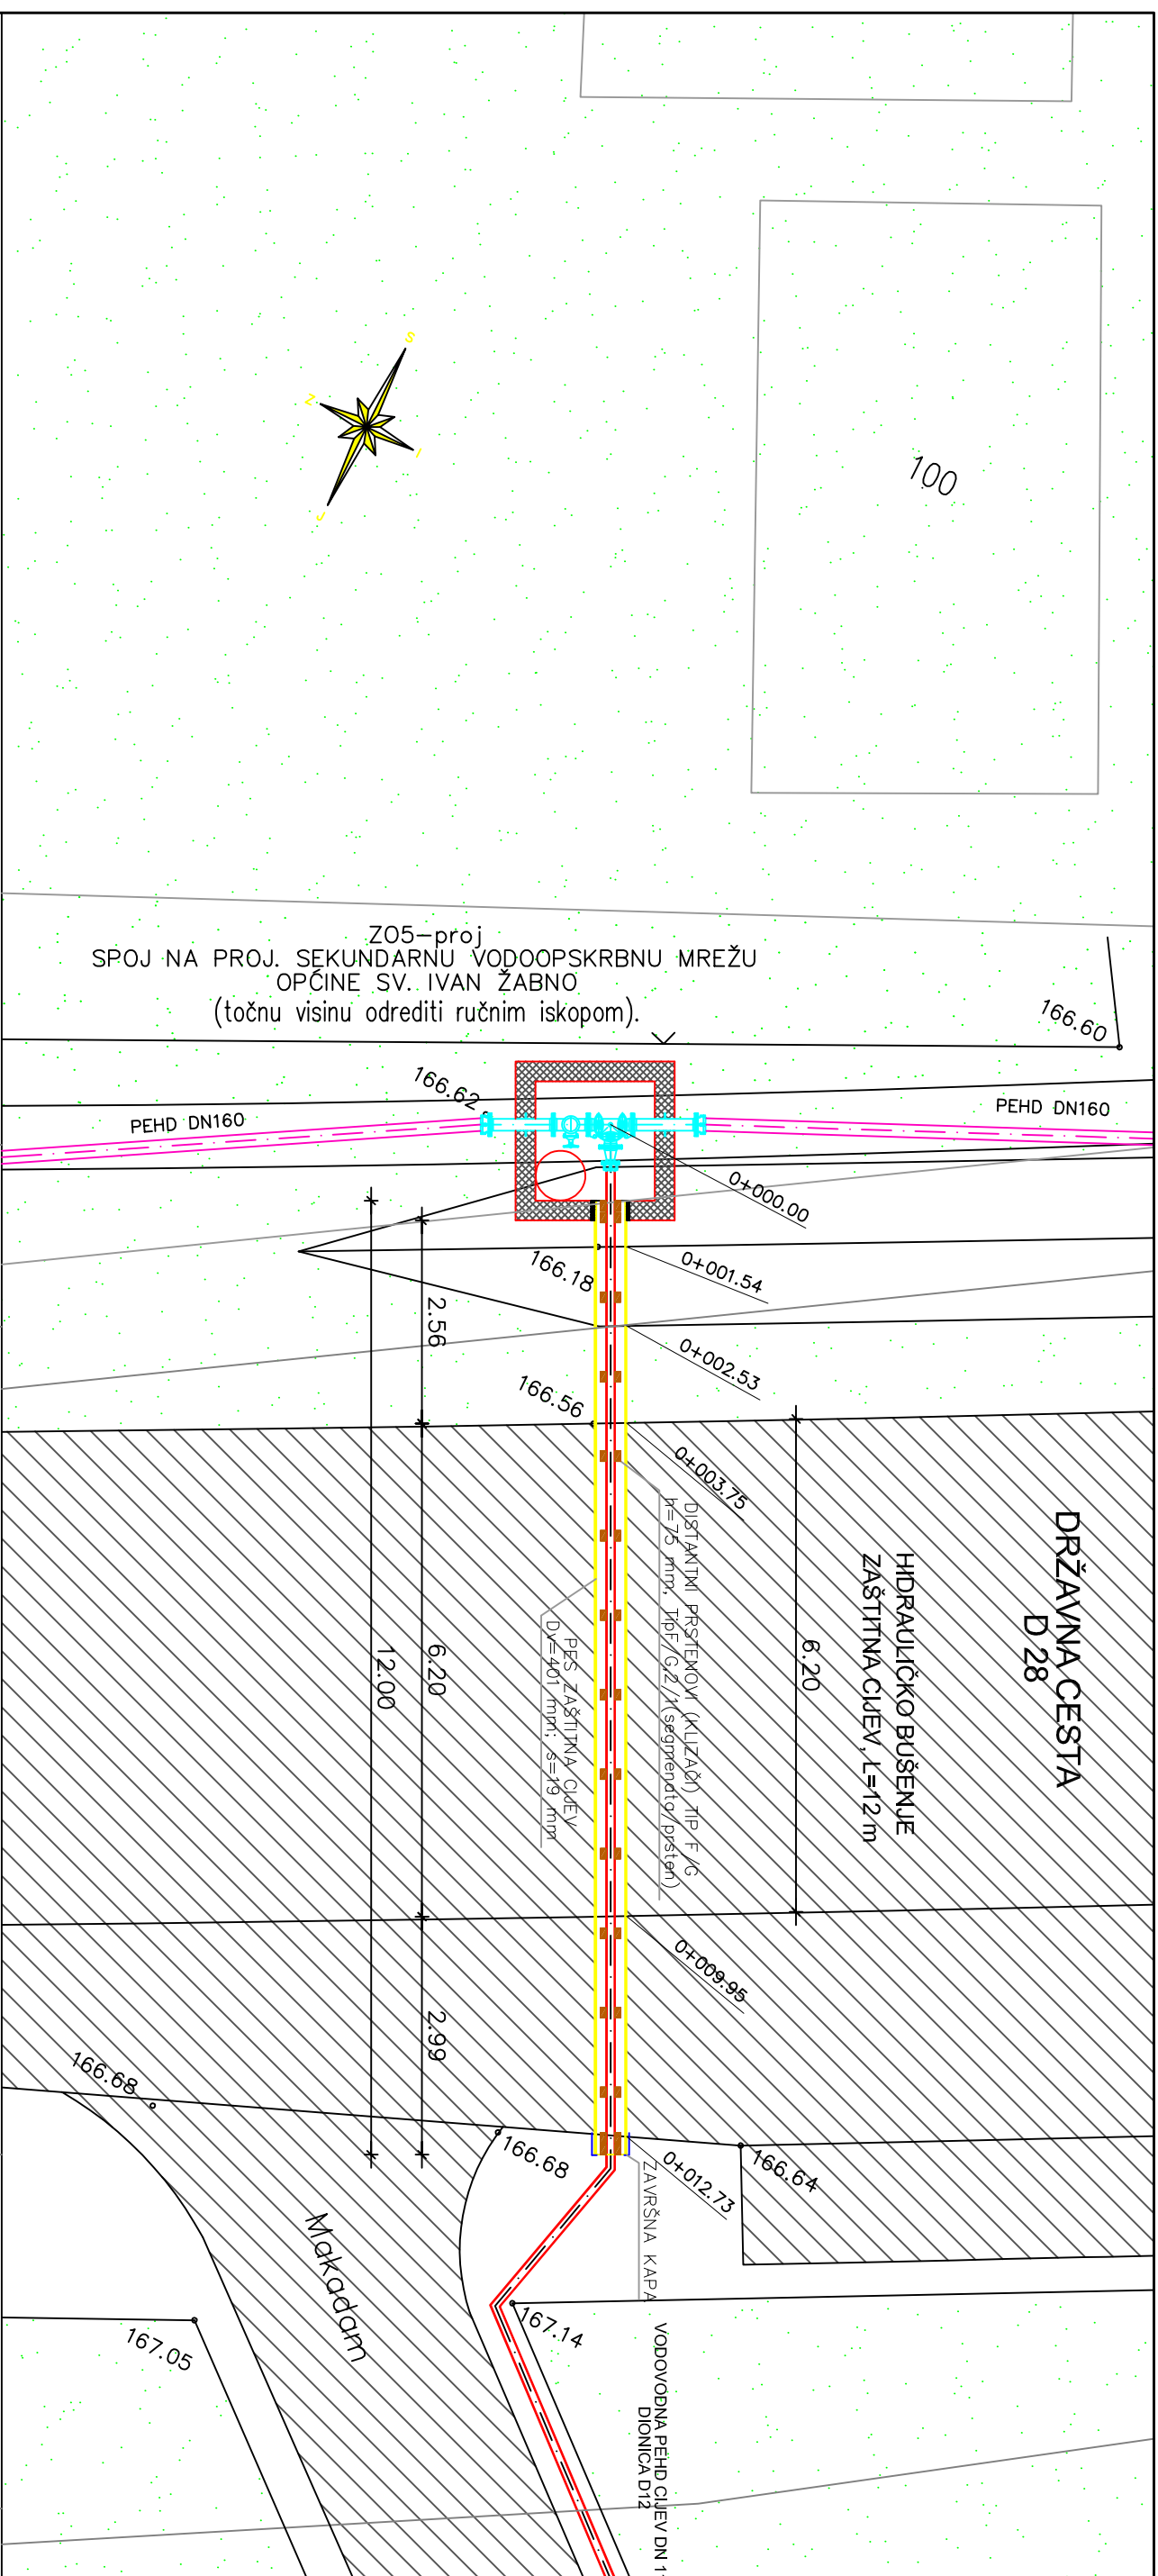 S
Z
I
J
100
ZO5-proj
SPOJ NA PROJ. SEKUNDARNU VODOOPSKRBNU MREŽU
OPĆINE SV. IVAN ŽABNO
(točnu visinu odrediti ručnim iskopom).
166.60
166.62
PEHD DN160
PEHD DN160
0+000.00
166.18
0+001.54
2.56
0+002.53
166.56
0+003.75
DRŽAVNA CESTA
D 28
HIDRAULIČKO BUŠENJE
ZAŠTITNA CIJEV, L=12 m
DISTANTNI PRSTENOVI (KLIZAČI) TIP F/G
h=75 mm, TipF/G,2/1(segmenata/prsten)
PES ZAŠTITNA CIJEV
Dv=401 mm; s=19 mm
6.20
6.20
12.00
0+009.95
2.99
166.68
166.68
0+012.73
166.64
ZAVRŠNA KAPA
Makadam
167.14
167.05
VODOVODNA PEHD CIJEV DN
DIONICA D12